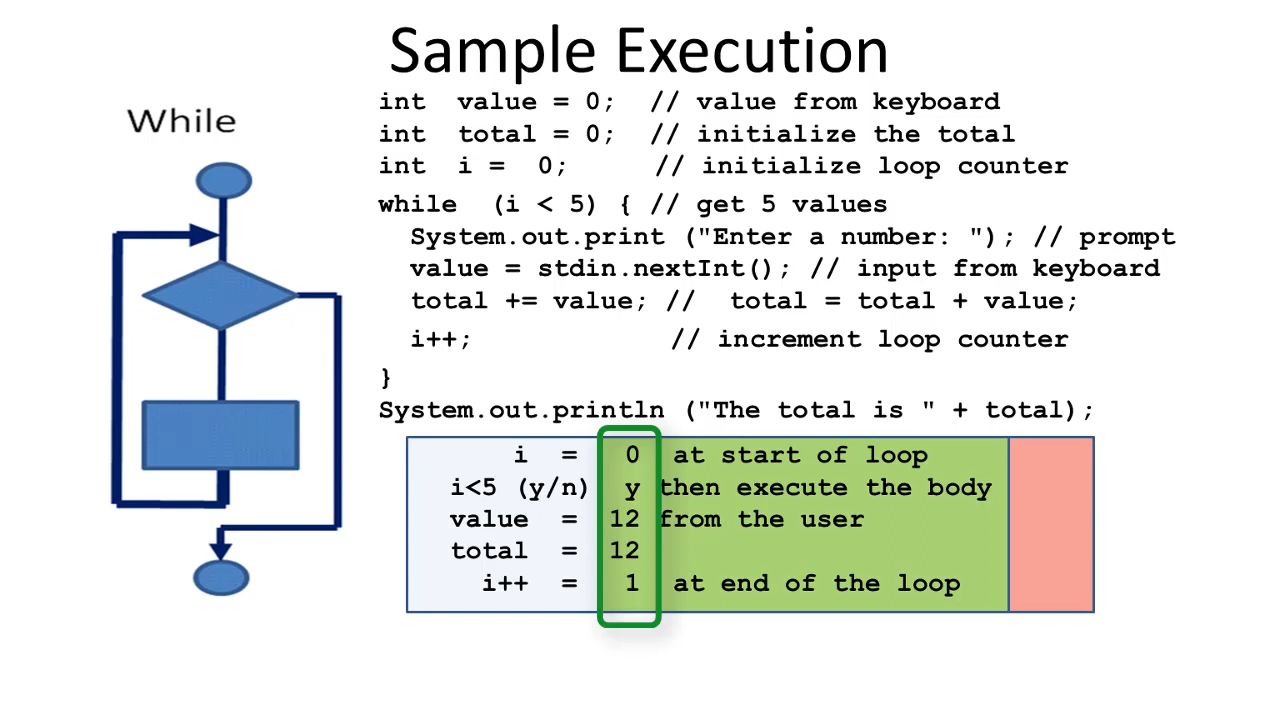 Sample Execution
While
int  value = 0;  // value from keyboard
int  total = 0;  // initialize the total
int  i =  0;     // initialize loop counter
while  (i < 5) { // get 5 values
System.out.print ("Enter a number: "); // prompt
value = stdin.nextInt(); // input from keyboard
total += value; //  total = total + value;
i++;            // increment loop counter
}
System.out.println ("The total is " + total);
i  =  0  at start of loop
i<5 (y/n)  y then execute the body
value  =  12 from the user
total  =  12
i++  =  1  at end of the loop